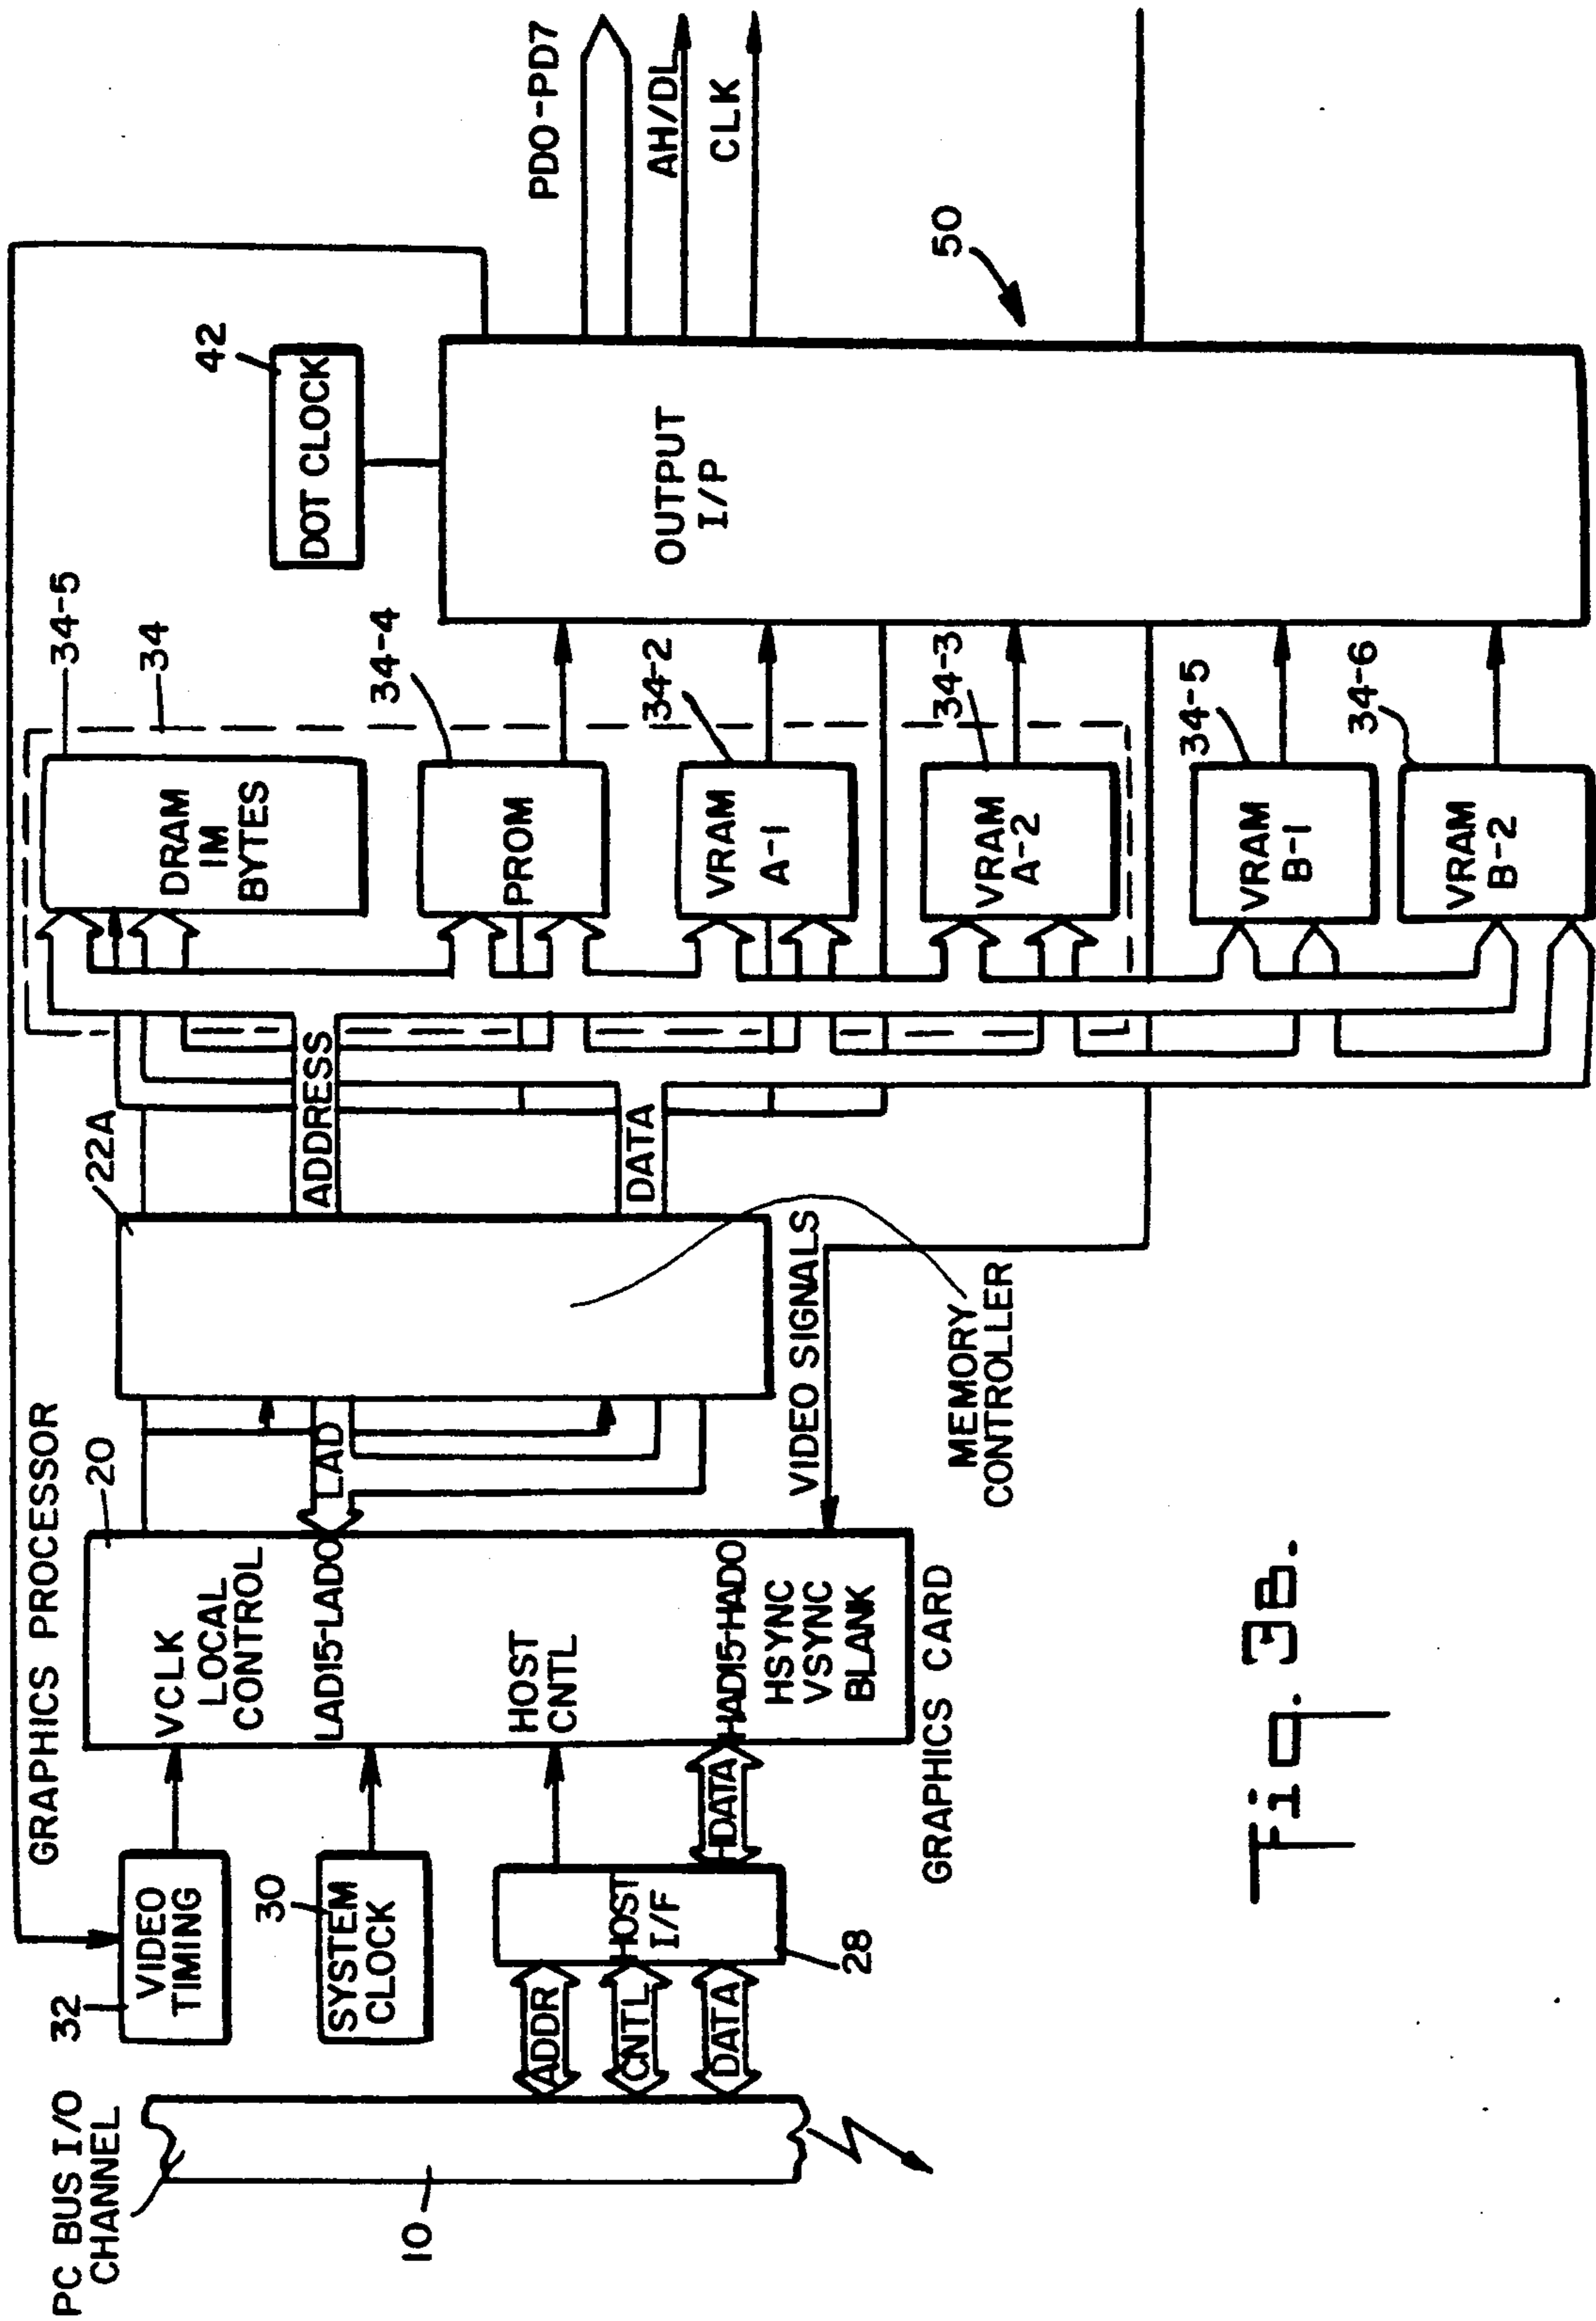 PC BUS I/O
CHANNEL
10
32
VIDEO
TIMING
30
SYSTEM
CLOCK
ADDR
CNTL
DATA
HOST
I/F
28
HDATA
GRAPHICS PROCESSOR
20
VCLK
LOCAL
CONTROL
LAD15-LAD0
HOST
CNTL
HAD15-HAD0
HSYNC
VSYNC
BLANK
GRAPHICS CARD
LAD
22A
VIDEO SIGNALS
MEMORY
CONTROLLER
ADDRESS
DATA
34-5
34
DRAM
1M
BYTES
34-4
PROM
34-2
VRAM
A-1
34-3
VRAM
A-2
34-5
VRAM
B-1
34-6
VRAM
B-2
42
DOT CLOCK
OUTPUT
I/P
50
PD0-PD7
AH/DL
CLK
Fig. 3B.